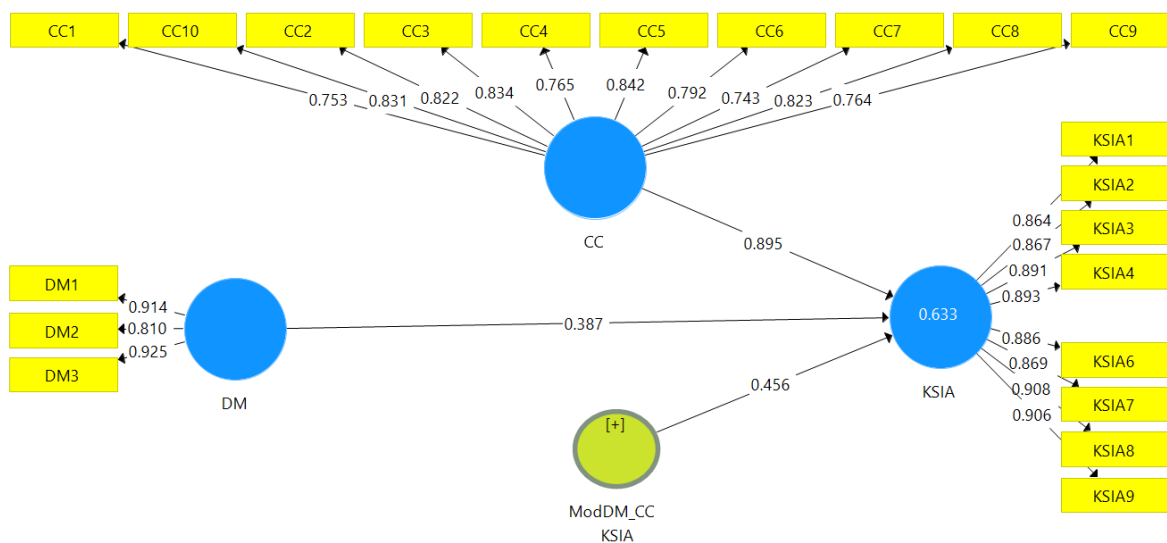 CC1 CC10 CC2 CC3 CC4 CC5 CC6 CC7 CC8 CC9
0.753 0.831 0.822 0.834 0.765 0.842 0.792 0.743 0.823 0.764
CC
KSIA1
KSIA2
KSIA3
KSIA4
0.864
0.867
0.891
0.893
0.895
DM1
DM2
DM3
0.914
0.810
0.925
DM
0.387
0.633
KSIA
0.886
0.869
0.908
0.906
KSIA6
KSIA7
KSIA8
KSIA9
0.456
[+]
ModDM_CC
KSIA